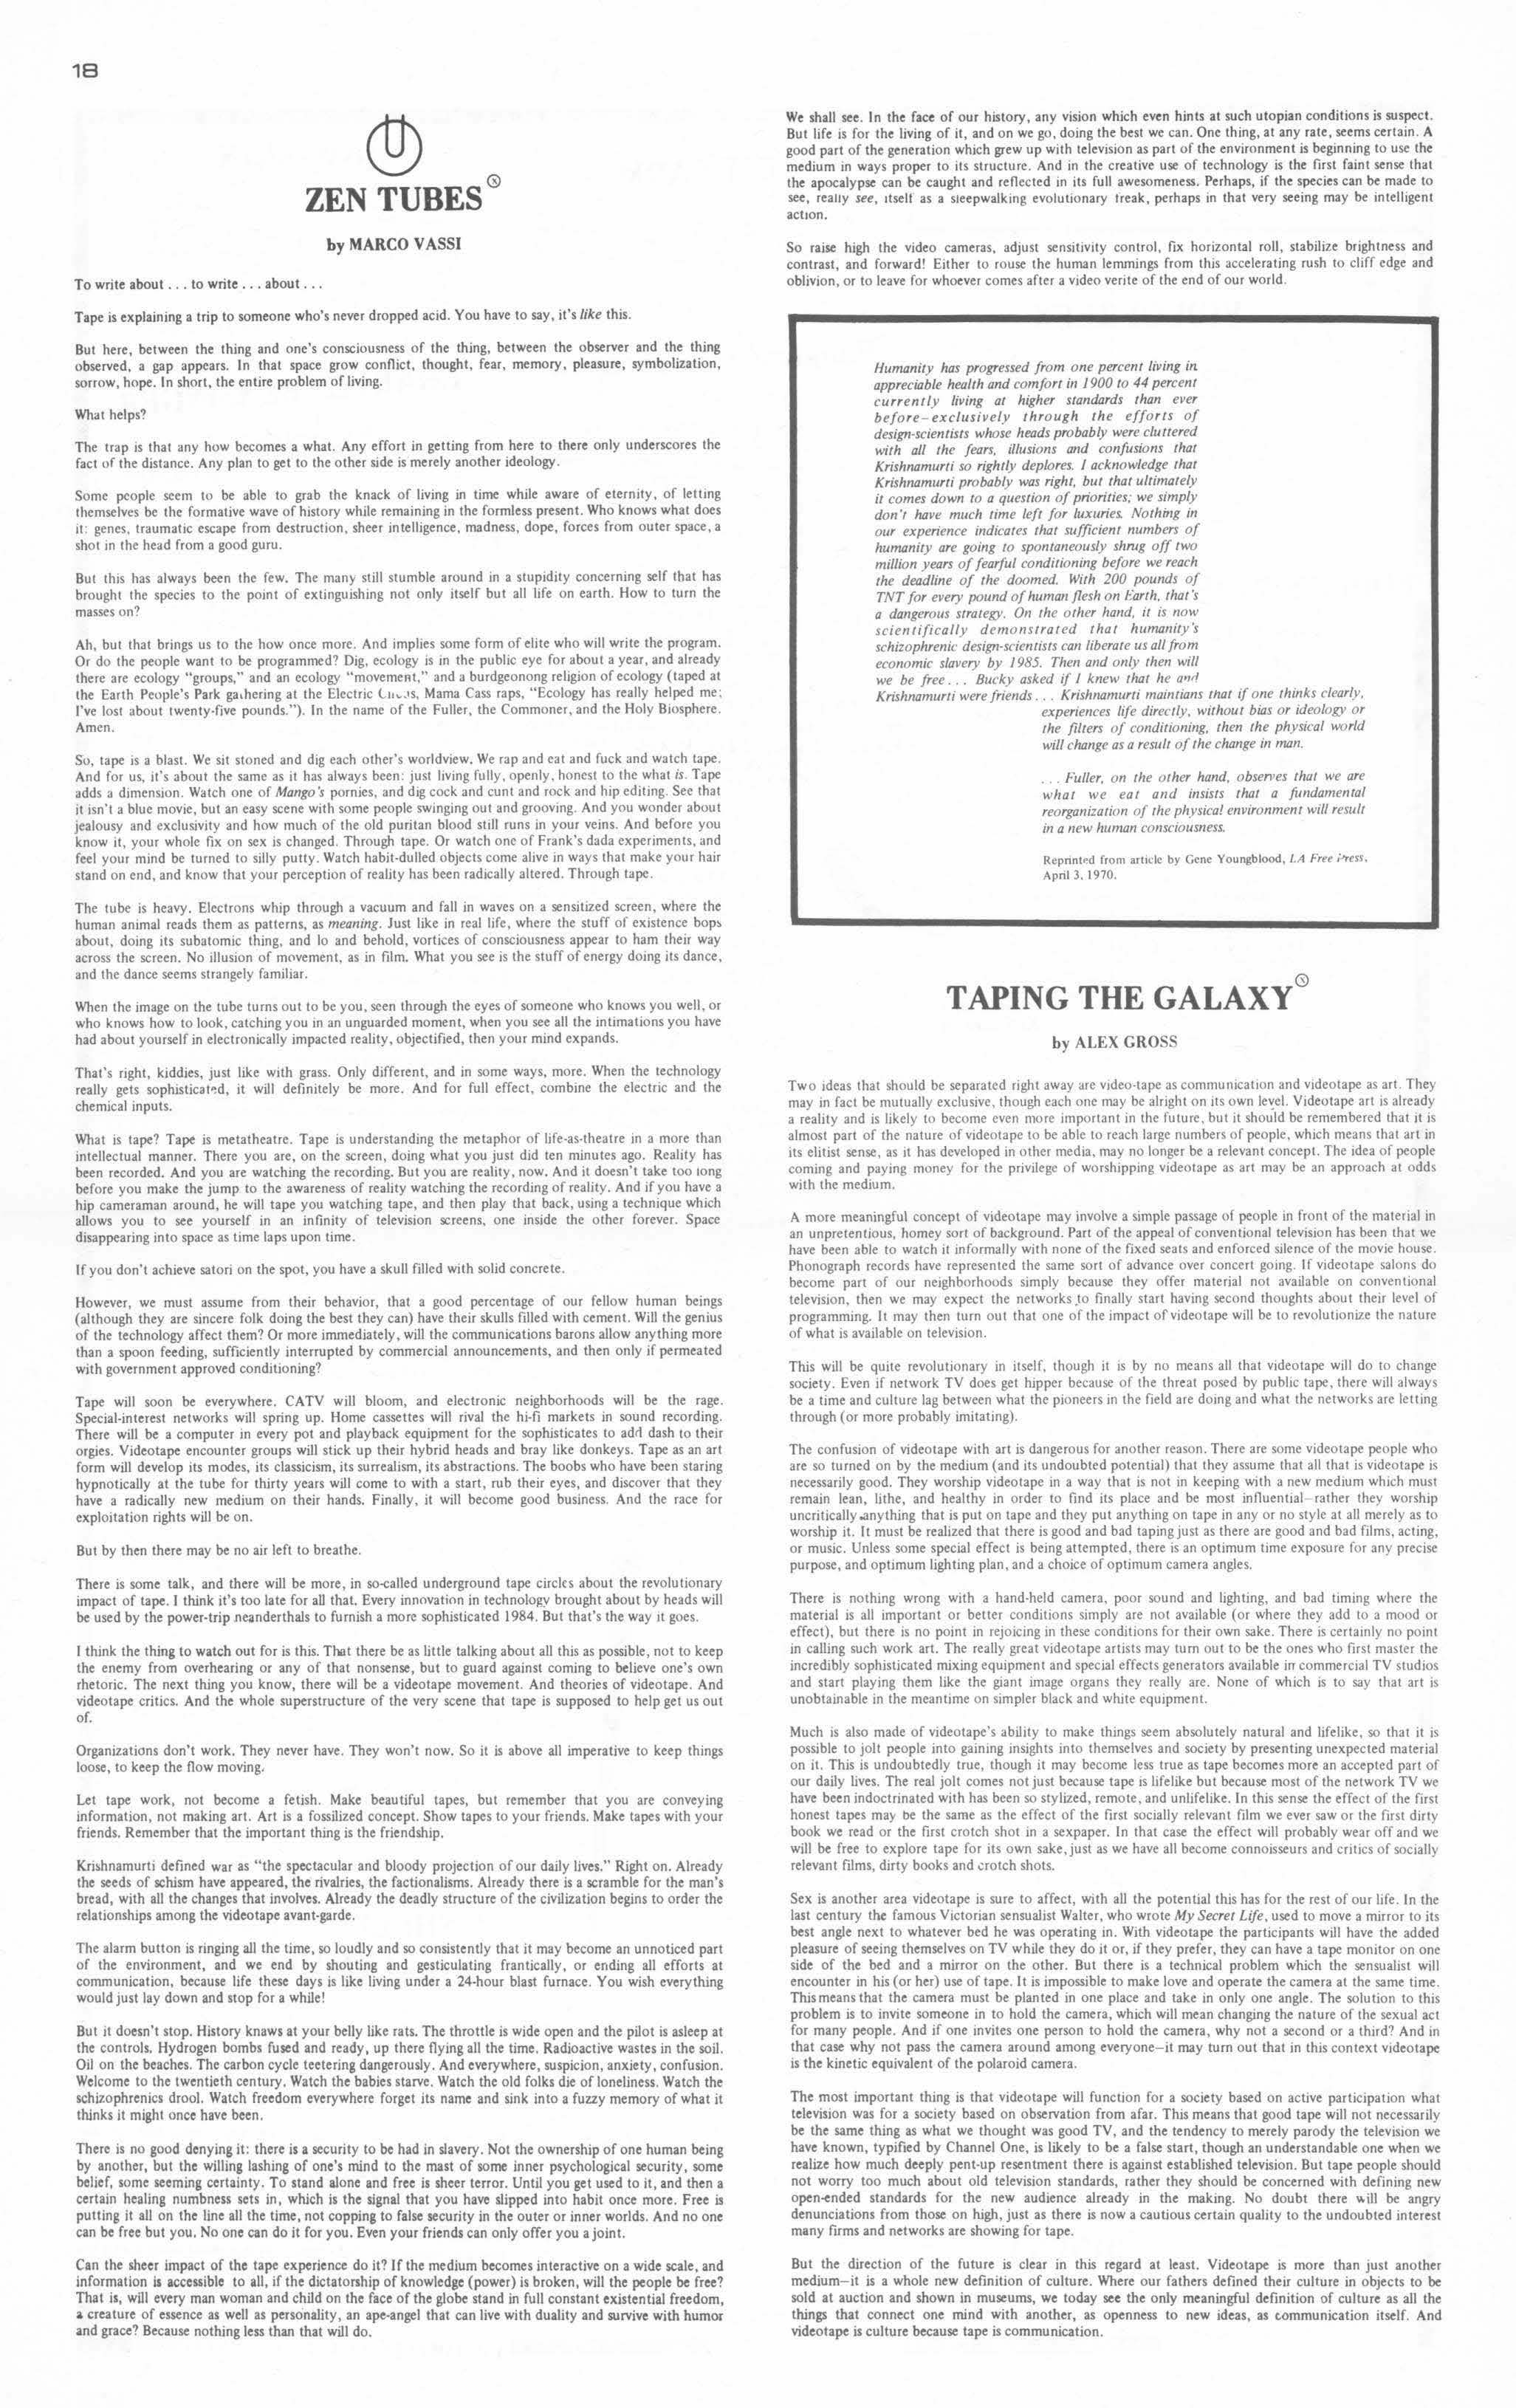 18
ZEN TUBES ⓧ
by MARCO VASSI
To write about . . . to write . . . about . . .
Tape is explaining a trip to someone who's never dropped acid. You have to say, it's like this.
But here, between the thing and one's consciousness of the thing, between the observer and the thing
observed, a gap appears. In that space grow conflict, thought, fear, memory, pleasure, symbolization,
sorrow, hope. In short, the entire problem of living.
What helps?
The trap is that any how becomes a what. Any effort in getting from here to there only underscores the
fact of the distance. Any plan to get to the other side is merely another ideology.
Some people seem to be able to grab the knack of living in time while aware of eternity, of letting
themselves be the formative wave of history while remaining in the formless present. Who knows what does
it: genes, traumatic escape from destruction, sheer intelligence, madness, dope, forces from outer space, a
shot in the head from a good guru.
But this has always been the few. The many still stumble around in a stupidity concerning self that has
brought the species to the point of extinguishing not only itself but all life on earth. How to turn the
masses on?
Ah, but that brings us to the how once more. And implies some form of elite who will write the program.
Or do the people want to be programmed? Dig, ecology is in the public eye for about a year, and already
there are ecology "groups," and an ecology "movement," and a burdgeonong religion of ecology (taped at
the Earth People's Park gathering at the Electric Circus, Mama Cass raps, "Ecology has really helped me;
I've lost about twenty-five pounds."). In the name of the Fuller, the Commoner, and the Holy Biosphere.
Amen.
So, tape is a blast. We sit stoned and dig each other's worldview. We rap and eat and fuck and watch tape.
And for us, it's about the same as it has always been: just living fully, openly, honest to the what is. Tape
adds a dimension. Watch one of Mango's pornies, and dig cock and cunt and rock and hip editing. See that
it isn't a blue movie, but an easy scene with some people swinging out and grooving. And you wonder about
jealousy and exclusivity and how much of the old puritan blood still runs in your veins. And before you
know it, your whole fix on sex is changed. Through tape. Or watch one of Frank's dada experiments, and
feel your mind be turned to silly putty. Watch habit-dulled objects come alive in ways that make your hair
stand on end, and know that your perception of reality has been radically altered. Through tape.
The tube is heavy. Electrons whip through a vacuum and fall in waves on a sensitized screen, where the
human animal reads them as patterns, as meaning. Just like in real life, where the stuff of existence bops
about, doing its subatomic thing, and lo and behold, vortices of consciousness appear to ham their way
across the screen. No illusion of movement, as in film. What you see is the stuff of energy doing its dance,
and the dance seems strangely familiar.
When the image on the tube turns out to be you, seen through the eyes of someone who knows you well, or
who knows how to look, catching you in an unguarded moment, when you see all the intimations you have
had about yourself in electronically impacted reality, objectified, then your mind expands.
That's right, kiddies, just like with grass. Only different, and in some ways, more. When the technology
really gets sophisticated, it will definitely be more. And for full effect, combine the electric and the
chemical inputs.
What is tape? Tape is metatheatre. Tape is understanding the metaphor of life-as-theatre in a more than
intellectual manner. There you are, on the screen, doing what you just did ten minutes ago. Reality has
been recorded. And you are watching the recording. But you are reality, now. And it doesn't take too long
before you make the jump to the awareness of reality watching the recording of reality. And if you have a
hip cameraman around, he will tape you watching tape, and then play that back, using a technique which
allows you to see yourself in an infinity of television screens, one inside the other forever. Space
disappearing into space as time laps upon time.
If you don't achieve satori on the spot, you have a skull filled with solid concrete.
However, we must assume from their behavior, that a good percentage of our fellow human beings
(although they are sincere folk doing the best they can) have their skulls filled with cement. Will the genius
of the technology affect them? Or more immediately, will the communications barons allow anything more
than a spoon feeding, sufficiently interrupted by commercial announcements, and then only if permeated
with government approved conditioning?
Tape will soon be everywhere. CATV will bloom, and electronic neighborhoods will be the rage.
Special-interest networks will spring up. Home cassettes will rival the hi-fi markets in sound recording.
There will be a computer in every pot and playback equipment for the sophisticates to add dash to their
orgies. Videotape encounter groups will stick up their hybrid heads and bray like donkeys. Tape as an art
form will develop its modes, its classicism, its surrealism, its abstractions. The boobs who have been staring
hypnotically at the tube for thirty years will come to with a start, rub their eyes, and discover that they
have a radically new medium on their hands. Finally, it will become good business. And the race for
exploitation rights will be on.
But by then there may be no air left to breathe.
There is some talk, and there will be more, in so-called underground tape circles about the revolutionary
impact of tape. I think it's too late for all that. Every innovation in technology brought about by heads will
be used by the power-trip neanderthals to furnish a more sophisticated 1984. But that's the way it goes.
I think the thing to watch out for is this. That there be as little talking about all this as possible, not to keep
the enemy from overhearing or any of that nonsense, but to guard against coming to believe one's own
rhetoric. The next thing you know, there will be a videotape movement. And theories of videotape. And
videotape critics. And the whole superstructure of the very scene that tape is supposed to help get us out
of.
Organizations don't work. They never have. They won't now. So it is above all imperative to keep things
loose, to keep the flow moving.
Let tape work, not become a fetish. Make beautiful tapes, but remember that you are conveying
information, not making art. Art is a fossilized concept. Show tapes to your friends. Make tapes with your
friends. Remember that the important thing is the friendship.
Krishnamurti defined war as "the spectacular and bloody projection of our daily lives." Right on. Already
the seeds of schism have appeared, the rivalries, the factionalisms. Already there is a scramble for the man's
bread, with all the changes that involves. Already the deadly structure of the civilization begins to order the
relationships among the videotape avant-garde.
The alarm button is ringing all the time, so loudly and so consistently that it may become an unnoticed part
of the environment, and we end by shouting and gesticulating frantically, or ending all efforts at
communication, because life these days is like living under a 24-hour blast furnace. You wish everything
would just lay down and stop for a while!
But it doesn't stop. History knaws at your belly like rats. The throttle is wide open and the pilot is asleep at
the controls. Hydrogen bombs fused and ready, up there flying all the time. Radioactive wastes in the soil.
Oil on the beaches. The carbon cycle teetering dangerously. And everywhere, suspicion, anxiety, confusion.
Welcome to the twentieth century. Watch the babies starve. Watch the old folks die of loneliness. Watch the
schizophrenics drool. Watch freedom everywhere forget its name and sink into a fuzzy memory of what it
thinks it might once have been.
There is no good denying it: there is a security to be had in slavery. Not the ownership of one human being
by another, but the willing lashing of one's mind to the mast of some inner psychological security, some
belief, some seeming certainty. To stand alone and free is sheer terror. Until you get used to it, and then a
certain healing numbness sets in, which is the signal that you have slipped into habit once more. Free is
putting it all on the line all the time, not copping to false security in the outer or inner worlds. And no one
can be free but you. No one can do it for you. Even your friends can only offer you a joint.
Can the sheer impact of the tape experience do it? If the medium becomes interactive on a wide scale, and
information is accessible to all, if the dictatorship of knowledge (power) is broken, will the people be free?
That is, will every man woman and child on the face of the globe stand in full constant existential freedom,
a creature of essence as well as personality, an ape-angel that can live with duality and survive with humor
and grace? Because nothing less than that will do.
We shall see. In the face of our history, any vision which even hints at such utopian conditions is suspect.
But life is for the living of it, and on we go, doing the best we can. One thing, at any rate, seems certain. A
good part of the generation which grew up with television as part of the environment is beginning to use the
medium in ways proper to its structure. And in the creative use of technology is the first faint sense that
the apocalypse can be caught and reflected in its full awesomeness. Perhaps, if the species can be made to
see, really see, itself as a sleepwalking evolutionary freak, perhaps in that very seeing may be intelligent
action.
So raise high the video cameras, adjust sensitivity control, fix horizontal roll, stabilize brightness and
contrast, and forward! Either to rouse the human lemmings from this accelerating rush to cliff edge and
oblivion, or to leave for whoever comes after a video verite of the end of our world.
Humanity has progressed from one percent living in
appreciable health and comfort in 1900 to 44 percent
currently living at higher standards than ever
before–exclusively through the efforts of
design-scientists whose heads probably were cluttered
with all the fears, illusions and confusions that
Krishnamurti so rightly deplores. I acknowledge that
Krishnamurti probably was right, but that ultimately
it comes down to a question of priorities; we simply
don't have much time left for luxuries. Nothing in
our experience indicates that sufficient numbers of
humanity are going to spontaneously shrug off two
million years of fearful conditioning before we reach
the deadline of the doomed. With 200 pounds of
TNT for every pound of human flesh on Earth, that's
a dangerous strategy. On the other hand, it is now
scientifically demonstrated that humanity's
schizophrenic design-scientists can liberate us all from
economic slavery by 1985. Then and only then will
we be free . . . Bucky asked if I knew that he and
Krishnamurti were friends . . . Krishnamurti maintians that if one thinks clearly,
experiences life directly, without bias or ideology or
the filters of conditioning, then the physical world
will change as a result of the change in man.
. . . Fuller, on the other hand, observes that we are
what we eat and insists that a fundamental
reorganization of the physical environment will result
in a new human consciousness.
Reprinted from article by Gene Youngblood, LA Free Press,
April 3, 1970.
TAPING THE GALAXY ⓧ
by ALEX GROSS
Two ideas that should be separated right away are video-tape as communication and videotape as art. They
may in fact be mutually exclusive, though each one may be alright on its own level. Videotape art is already
a reality and is likely to become even more important in the future, but it should be remembered that it is
almost part of the nature of videotape to be able to reach large numbers of people, which means that art in
its elitist sense, as it has developed in other media, may no longer be a relevant concept. The idea of people
coming and paying money for the privilege of worshipping videotape as art may be an approach at odds
with the medium.
A more meaningful concept of videotape may involve a simple passage of people in front of the material in
an unpretentious, homey sort of background. Part of the appeal of conventional television has been that we
have been able to watch it informally with none of the fixed seats and enforced silence of the movie house.
Phonograph records have represented the same sort of advance over concert going. If videotape salons do
become part of our neighborhoods simply because they offer material not available on conventional
television, then we may expect the networks to finally start having second thoughts about their level of
programming. It may then turn out that one of the impact of videotape will be to revolutionize the nature
of what is available on television.
This will be quite revolutionary in itself, though it is by no means all that videotape will do to change
society. Even if network TV does get hipper because of the threat posed by public tape, there will always
be a time and culture lag between what the pioneers in the field are doing and what the networks are letting
through (or more probably imitating).
The confusion of videotape with art is dangerous for another reason. There are some videotape people who
are so turned on by the medium (and its undoubted potential) that they assume that all that is videotape is
necessarily good. They worship videotape in a way that is not in keeping with a new medium which must
remain lean, lithe, and healthy in order to find its place and be most influential–rather they worship
uncritically anything that is put on tape and they put anything on tape in any or no style at all merely as to
worship it. It must be realized that there is good and bad taping just as there are good and bad films, acting,
or music. Unless some special effect is being attempted, there is an optimum time exposure for any precise
purpose, and optimum lighting plan, and a choice of optimum camera angles.
There is nothing wrong with a hand-held camera, poor sound and lighting, and bad timing where the
material is all important or better conditions simply are not available (or where they add to a mood or
effect), but there is no point in rejoicing in these conditions for their own sake. There is certainly no point
in calling such work art. The really great videotape artists may turn out to be the ones who first master the
incredibly sophisticated mixing equipment and special effects generators available in commercial TV studios
and start playing them like the giant image organs they really are. None of which is to say that art is
unobtainable in the meantime on simpler black and white equipment.
Much is also made of videotape's ability to make things seem absolutely natural and lifelike, so that it is
possible to jolt people into gaining insights into themselves and society by presenting unexpected material
on it. This is undoubtedly true, though it may become less true as tape becomes more an accepted part of
our daily lives. The real jolt comes not just because tape is lifelike but because most of the network TV we
have been indoctrinated with has been so stylized, remote, and unlifelike. In this sense the effect of the first
honest tapes may be the same as the effect of the first socially relevant film we ever saw or the first dirty
book we read or the first crotch shot in a sexpaper. In that case the effect will probably wear off and we
will be free to explore tape for its own sake, just as we have all become connoisseurs and critics of socially
relevant films, dirty books and crotch shots.
Sex is another area videotape is sure to affect, with all the potential this has for the rest of our life. In the
last century the famous Victorian sensualist Walter, who wrote My Secret Life, used to move a mirror to its
best angle next to whatever bed he was operating in. With videotape the participants will have the added
pleasure of seeing themselves on TV while they do it or, if they prefer, they can have a tape monitor on one
side of the bed and a mirror on the other. But there is a technical problem which the sensualist will
encounter in his (or her) use of tape. It is impossible to make love and operate the camera at the same time.
This means that the camera must be planted in one place and take in only one angle. The solution to this
problem is to invite someone in to hold the camera, which will mean changing the nature of the sexual act
for many people. And if one invites one person to hold the camera, why not a second or a third? And in
that case why not pass the camera around among everyone–it may turn out that in this context videotape
is the kinetic equivalent of the polaroid camera.
The most important thing is that videotape will function for a society based on active participation what
television was for a society based on observation from afar. This means that good tape will not necessarily
be the same thing as what we thought was good TV, and the tendency to merely parody the television we
have known, typified by Channel One, is likely to be a false start, though an understandable one when we
realize how much deeply pent-up resentment there is against established television. But tape people should
not worry too much about old television standards, rather they should be concerned with defining new
open-ended standards for the new audience already in the making. No doubt there will be angry
denunciations from those on high, just as there is now a cautious certain quality to the undoubted interest
many firms and networks are showing for tape.
But the direction of the future is clear in this regard at least. Videotape is more than just another
medium–it is a whole new definition of culture. Where our fathers defined their culture in objects to be
sold at auction and shown in museums, we today see the only meaningful definition of culture as all the
things that connect one mind with another, as openness to new ideas, as communication itself. And
videotape is culture because tape is communication.